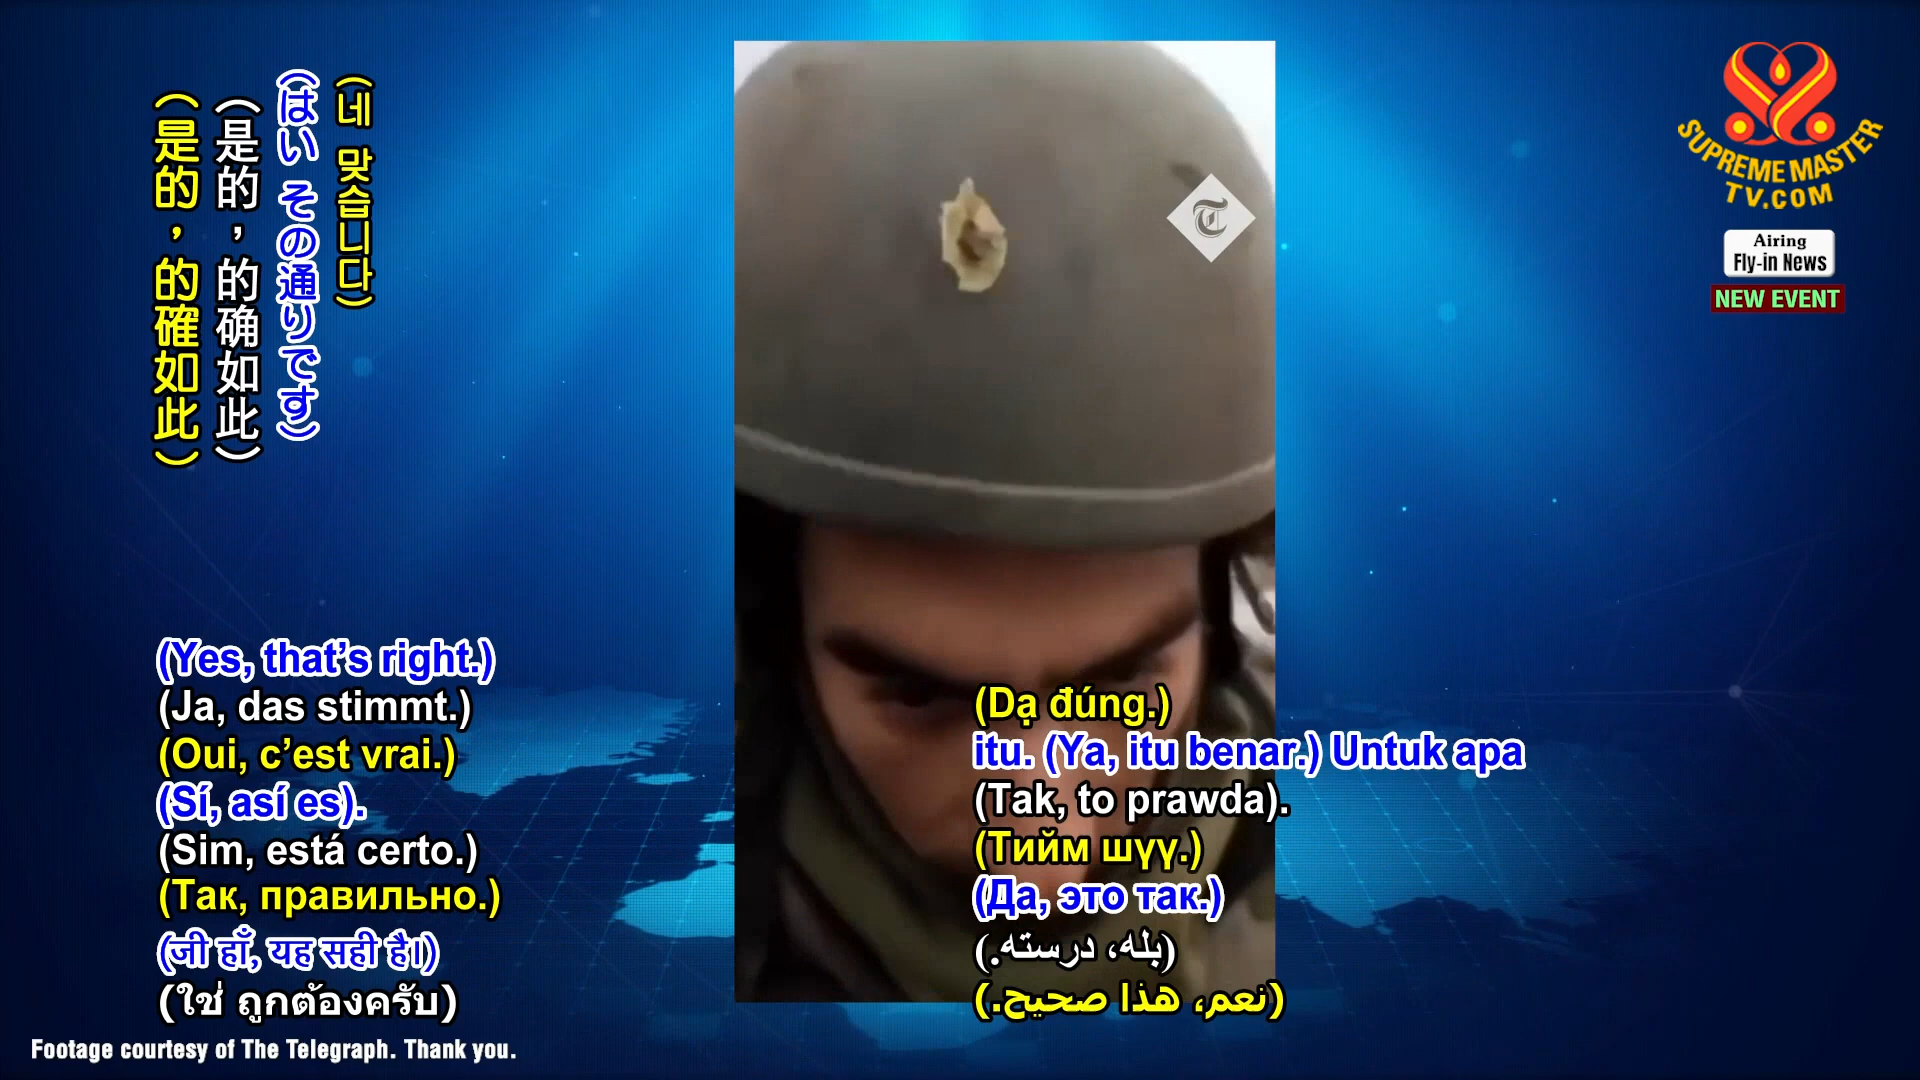 (네 맞습니다)
(はい その通りです)
(是的，的确如此)
(是的，的確如此)
SUPREME MASTER
TV.COM
Airing
Fly-in News
NEW EVENT
T
(Yes, that's right.)
(Ja, das stimmt.)
(Oui, c'est vrai.)
(Sí, así es).
(Sim, está certo.)
(Так, правильно.)
(जी हाँ, यह सही है।)
(ใช่ ถูกต้องครับ)
(Dạ đúng.)
itu. (Ya, itu benar.) Untuk apa
(Tak, to prawda).
(Тийм шүү.)
(Да, это так.)
(بله، درسته.)
(نعم، هذا صحيح.)
Footage courtesy of The Telegraph. Thank you.